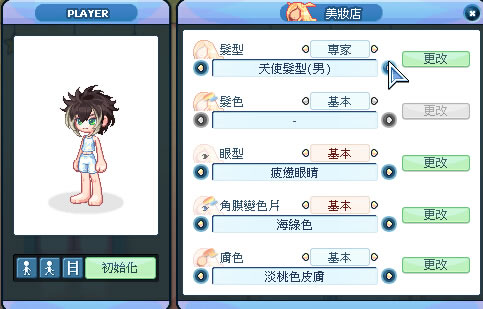 PLAYER
美妝店
髮型
專家
天使髮型(男)
更改
髮色
基本
-
更改
眼型
基本
疲憊眼睛
更改
角膜變色片
基本
海綠色
更改
膚色
基本
淡桃色皮膚
更改
初始化